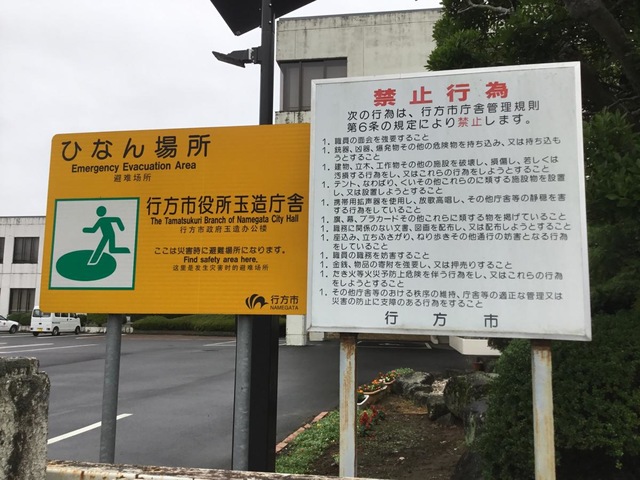 ひなん場所
Emergency Evacuation Area
避难场所
行方市役所玉造庁舎
The Tamatsukuri Branch of Namegata City Hall
行方市政府玉造办公楼
ここは災害時に避難場所になります。
Find safety area here.
这里是发生灾害时的避难场所
行方市
NAMEGATA
禁止行為
次の行為は、行方市庁舎管理規則
第6条の規定により禁止します。
1、職員の面会を強要すること
1、銃器、凶器、爆発物その他の危険物を持ち込み、又は持ち込も
うとすること
1、建物、立木、工作物その他の施設を破壊し、損傷し、若しくは
汚損する行為をし、又はこれらの行為をしようとすること
1、テント、なわばり、くいその他これらに類する施設物を設置
し、又は設置しようとすること
1、携帯用拡声器を使用し、放歌高唱し、その他庁舎等の静穏を害
する行為をしていること
1、旗、幕、プラカードその他これらに類する物を掲げていること
1、職務に関係のない文書、図画を配布し、又は配布しようとすること
1、座込み、立ちふさがり、ねり歩きその他通行の妨害となる行為
をしていること
1、職員の職務を妨害すること
1、金銭、物品の寄附を強要し、又は押売りすること
1、たき火等火災予防上危険を伴う行為をし、又はこれらの行為
をしようとすること
1、その他庁舎等のおける秩序の維持、庁舎等の適正な管理又は
災害の防止に支障のある行為をすること
行方市